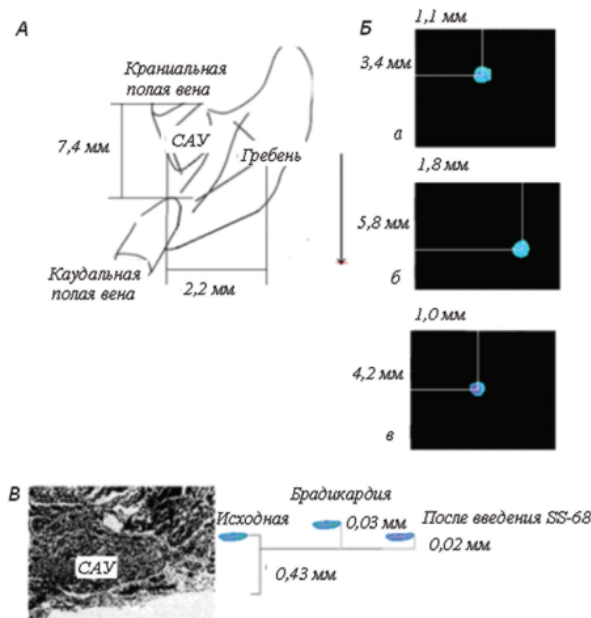 А
Краниальная
полая вена
7,4 мм
САУ
Гребень
Каудальная
полая вена
2,2 мм
Б
1,1 мм
3,4 мм
а
1,8 мм
5,8 мм
б
1,0 мм
4,2 мм
в
В
САУ
Исходная
Брадикардия
0,03 мм
После введения SS-68
0,02 мм
0,43 мм